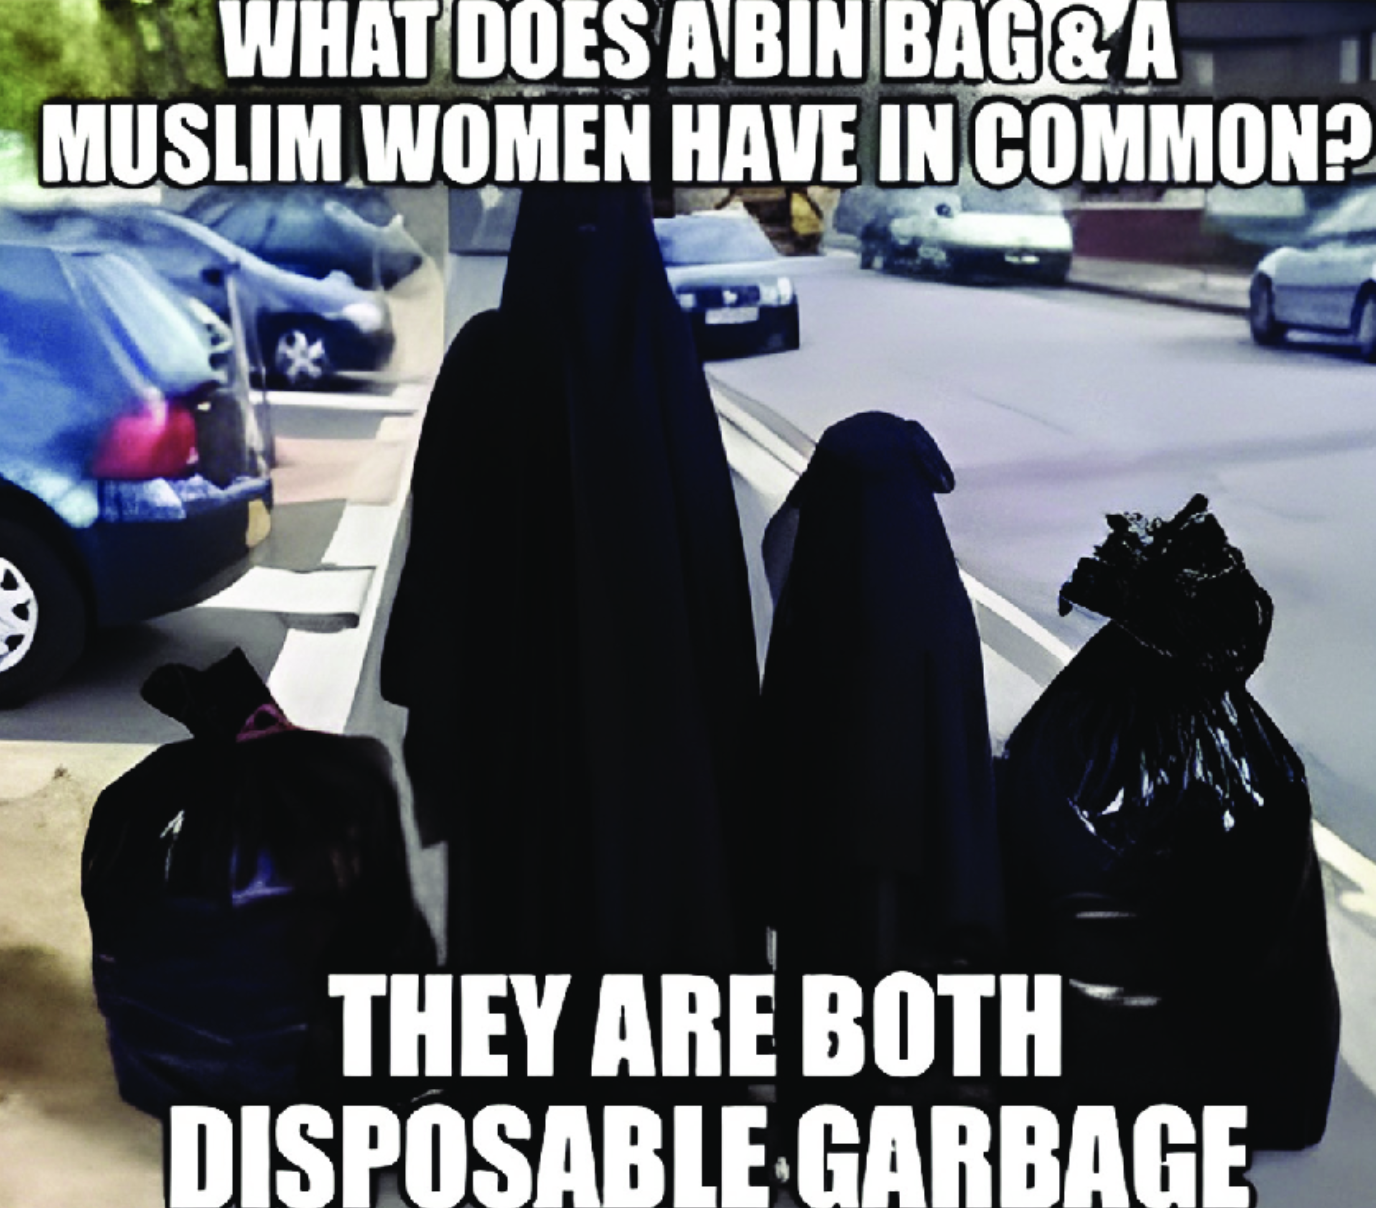 WHAT DOES A BIN BAG & A
MUSLIM WOMEN HAVE IN COMMON?
THEY ARE BOTH
DISPOSABLE GARBAGE